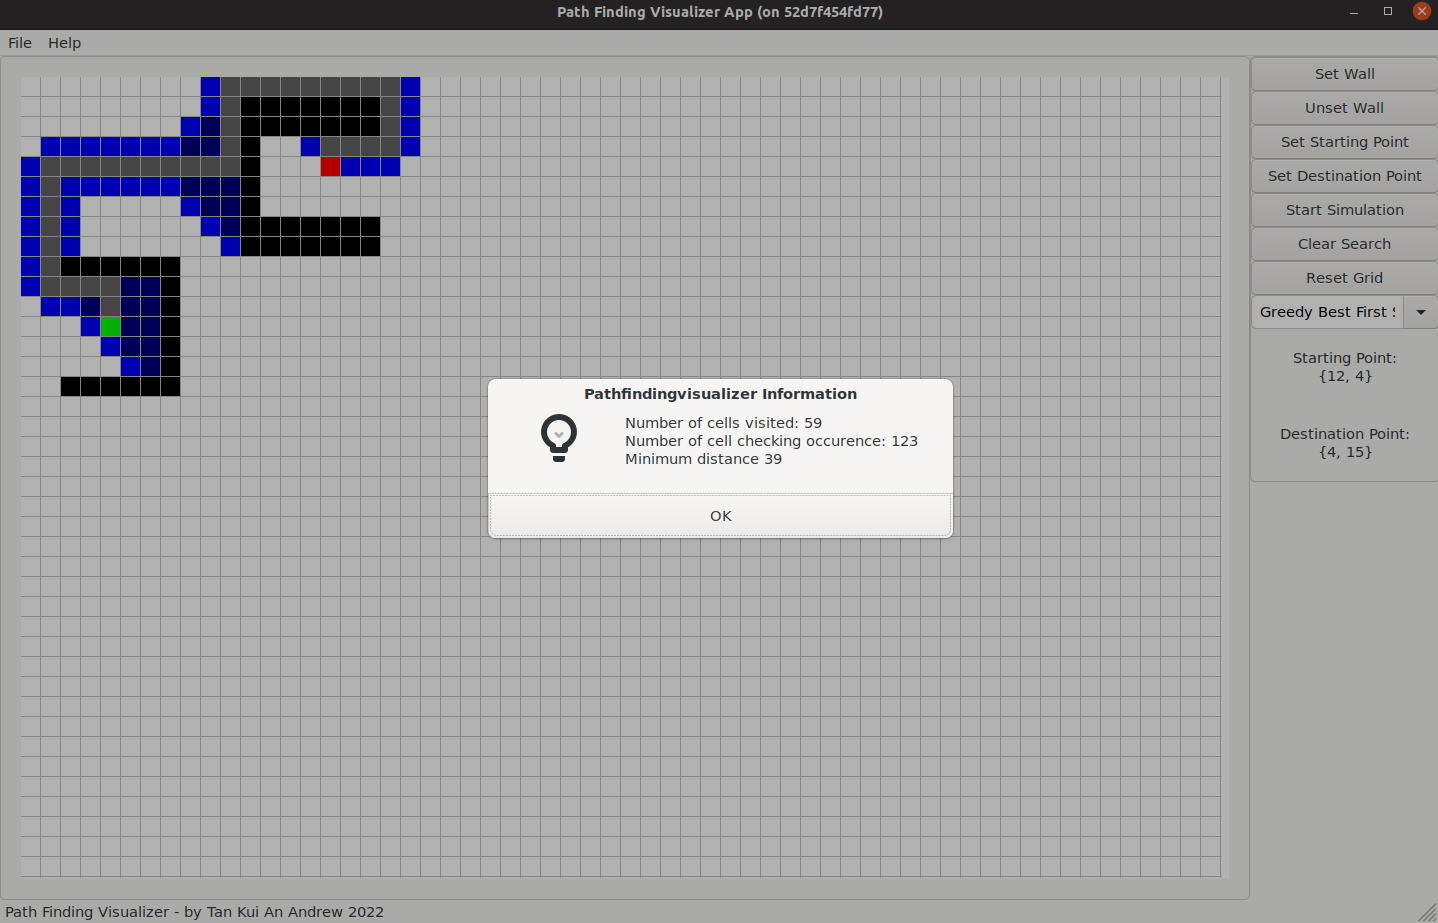 Path Finding Visualizer App (on 52d7f454fd77)
File Help
Set Wall
Unset Wall
Set Starting Point
Set Destination Point
Start Simulation
Clear Search
Reset Grid
Greedy Best First S
Starting Point:
{12, 4}
Destination Point:
{4, 15}
Pathfindingvisualizer Information
Number of cells visited: 59
Number of cell checking occurence: 123
Minimum distance 39
OK
Path Finding Visualizer - by Tan Kui An Andrew 2022